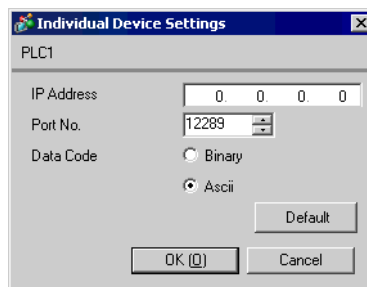 Individual Device Settings
PLC1
IP Address 0. 0. 0. 0
Port No. 12289
Data Code Binary
Ascii
Default
OK (O) Cancel